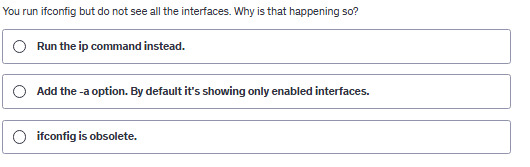 You run ifconfig but do not see all the interfaces. Why is that happening so?
Run the ip command instead.
Add the -a option. By default it's showing only enabled interfaces.
ifconfig is obsolete.